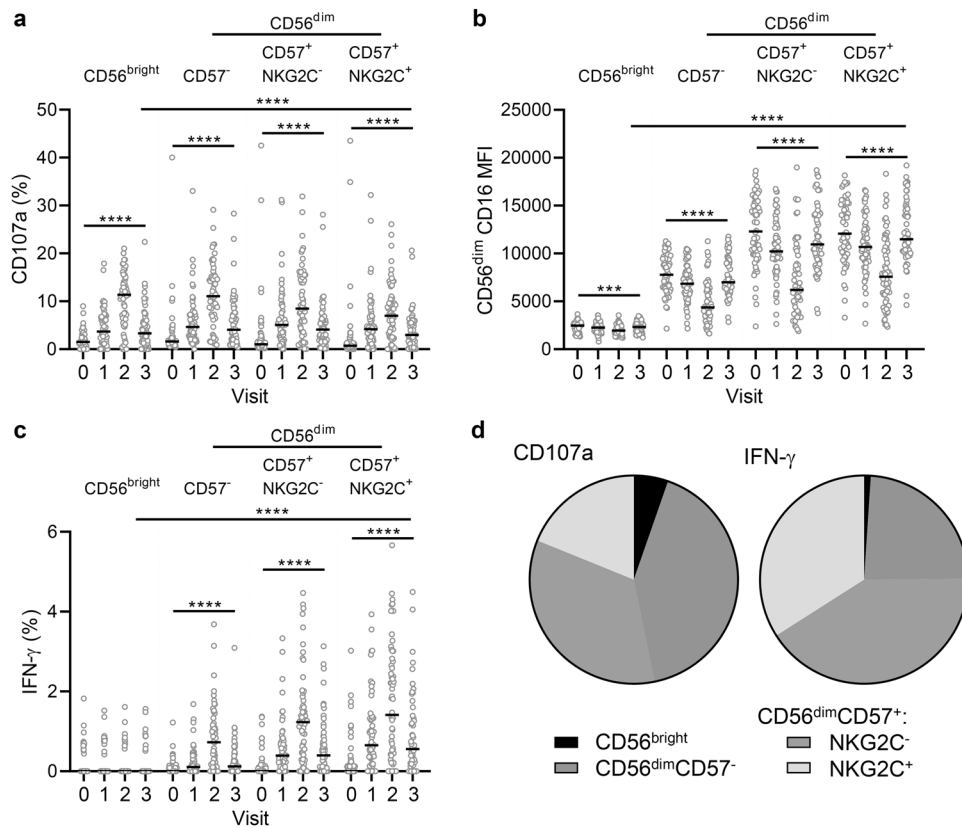 a
CD56dim
CD57+ CD57+
CD56bright CD57- NKG2C- NKG2C+
****
**** **** **** ****
CD107a (%)
50
40
30
20
10
0
0 1 2 3 0 1 2 3 0 1 2 3 0 1 2 3
Visit
b
CD56dim
CD57+ CD57+
CD56bright CD57- NKG2C- NKG2C+
****
*** **** **** ****
CD56dim CD16 MFI
25000
20000
15000
10000
5000
0
0 1 2 3 0 1 2 3 0 1 2 3 0 1 2 3
Visit
c
CD56dim
CD57+ CD57+
CD56bright CD57- NKG2C- NKG2C+
****
**** **** ****
IFN-γ (%)
6
4
2
0
0 1 2 3 0 1 2 3 0 1 2 3 0 1 2 3
Visit
d
CD107a IFN-γ
CD56bright
CD56dimCD57-
CD56dimCD57+:
NKG2C-
NKG2C+